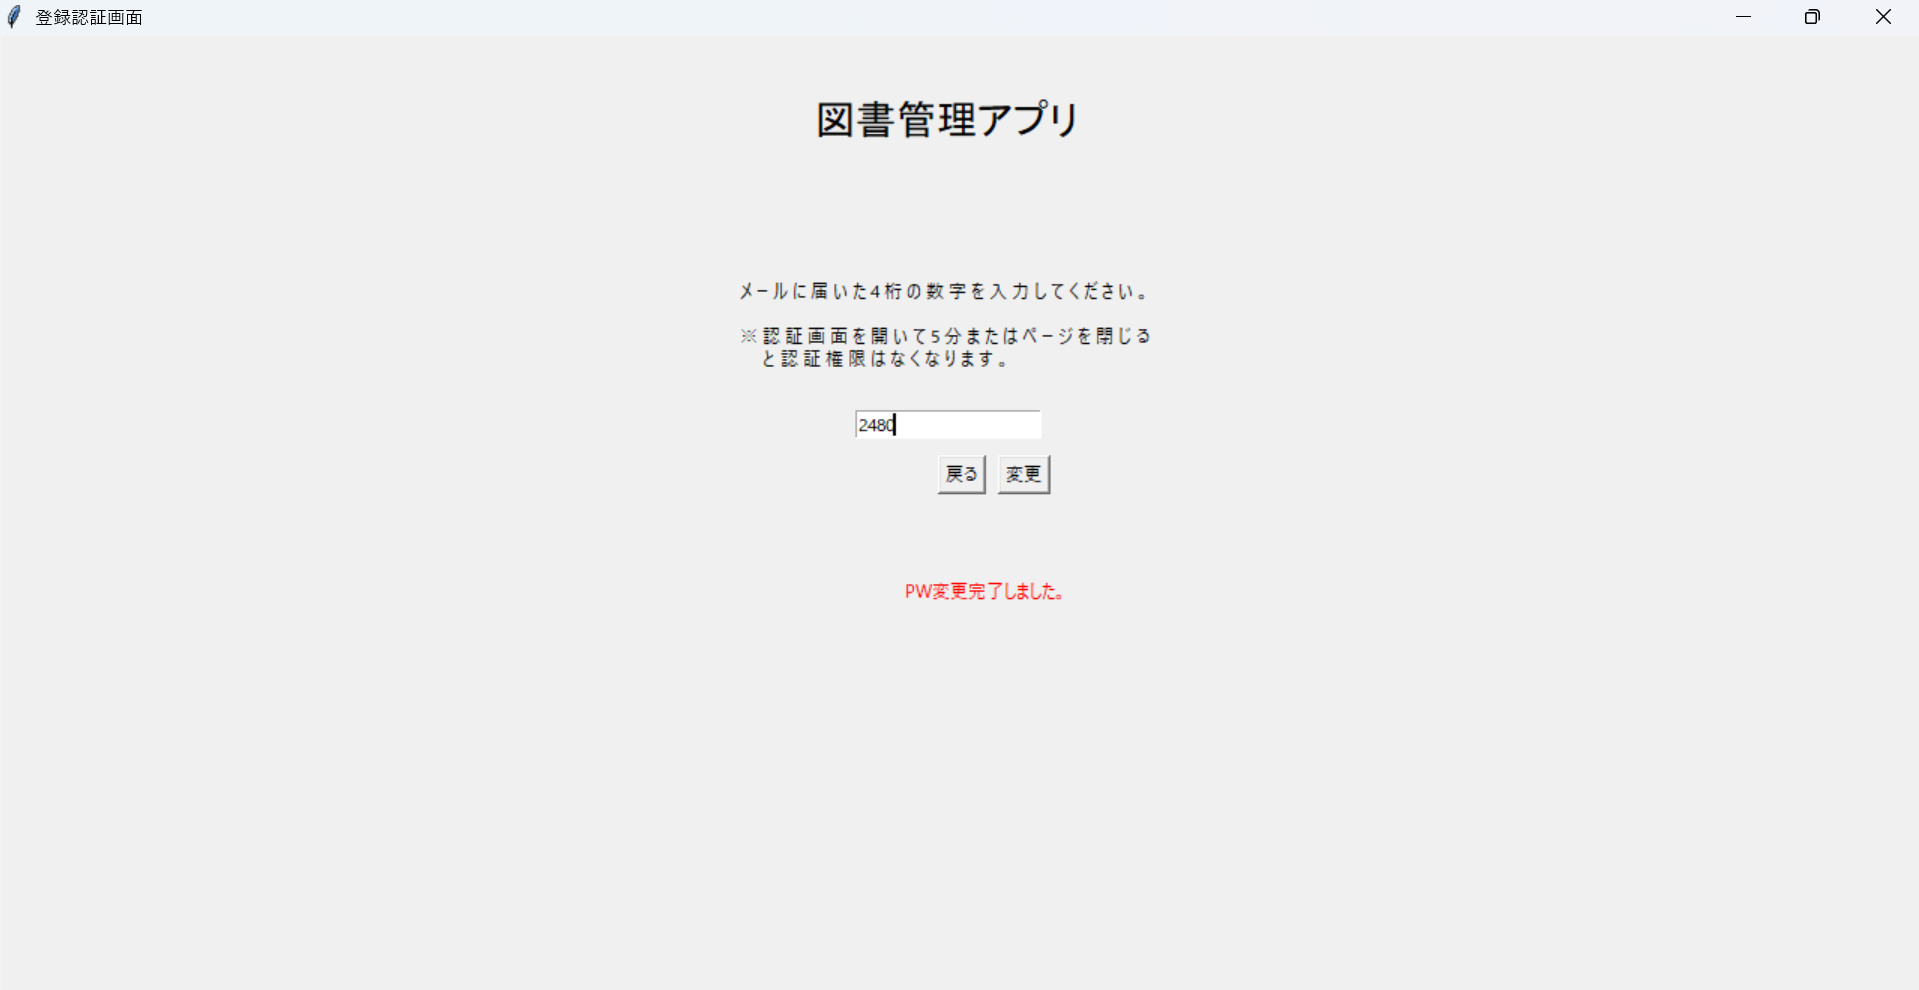 登録認証画面
図書管理アプリ
メールに届いた4桁の数字を入力してください。
※認証画面を開いて5分またはページを閉じる
と認証権限はなくなります。
2480
戻る 変更
PW変更完了しました。